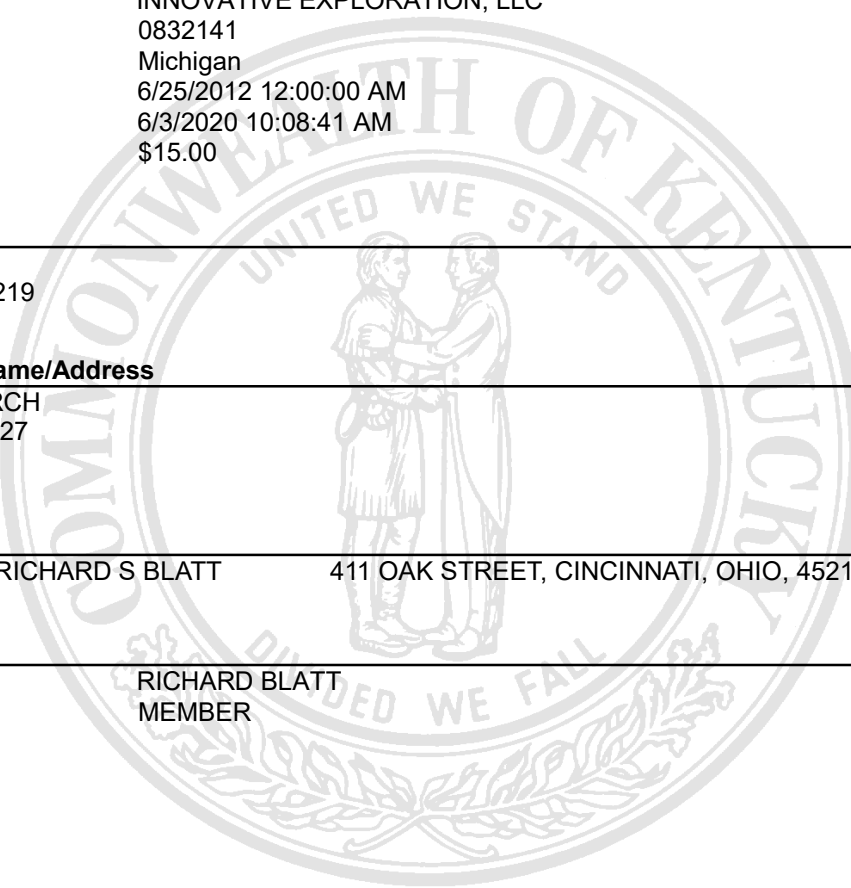 INNOVATIVE EXPLORATION, LLC
0832141
Michigan
6/25/2012 12:00:00 AM
6/3/2020 10:08:41 AM
$15.00
219
ame/Address
RCH
27
RICHARD S BLATT 411 OAK STREET, CINCINNATI, OHIO, 4521
RICHARD BLATT
MEMBER
COMMONWEALTH OF KENTUCKY
UNITED WE STAND
DIVIDED WE FALL